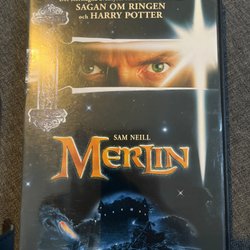 SAGAN OM RINGEN
och HARRY POTTER
SAM NEILL
MERLIN